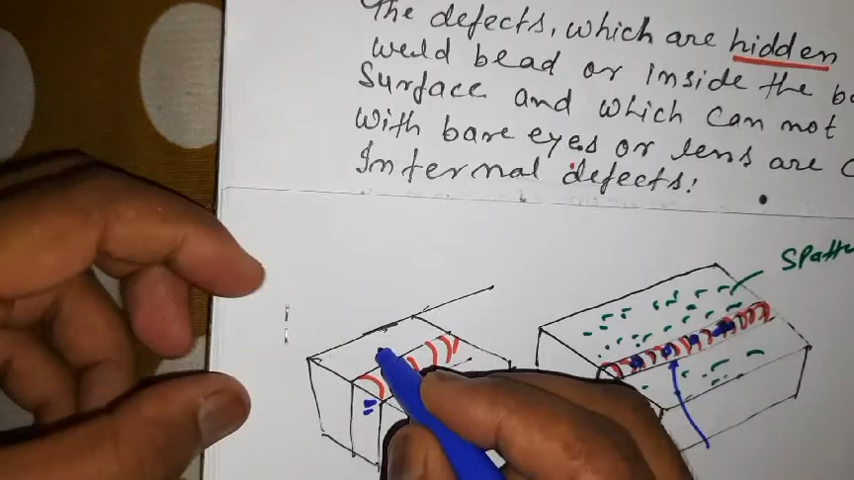 The defects, which are hidden
weld bead or inside the
surface and which can not
with bare eyes or lens are
Internal defects.